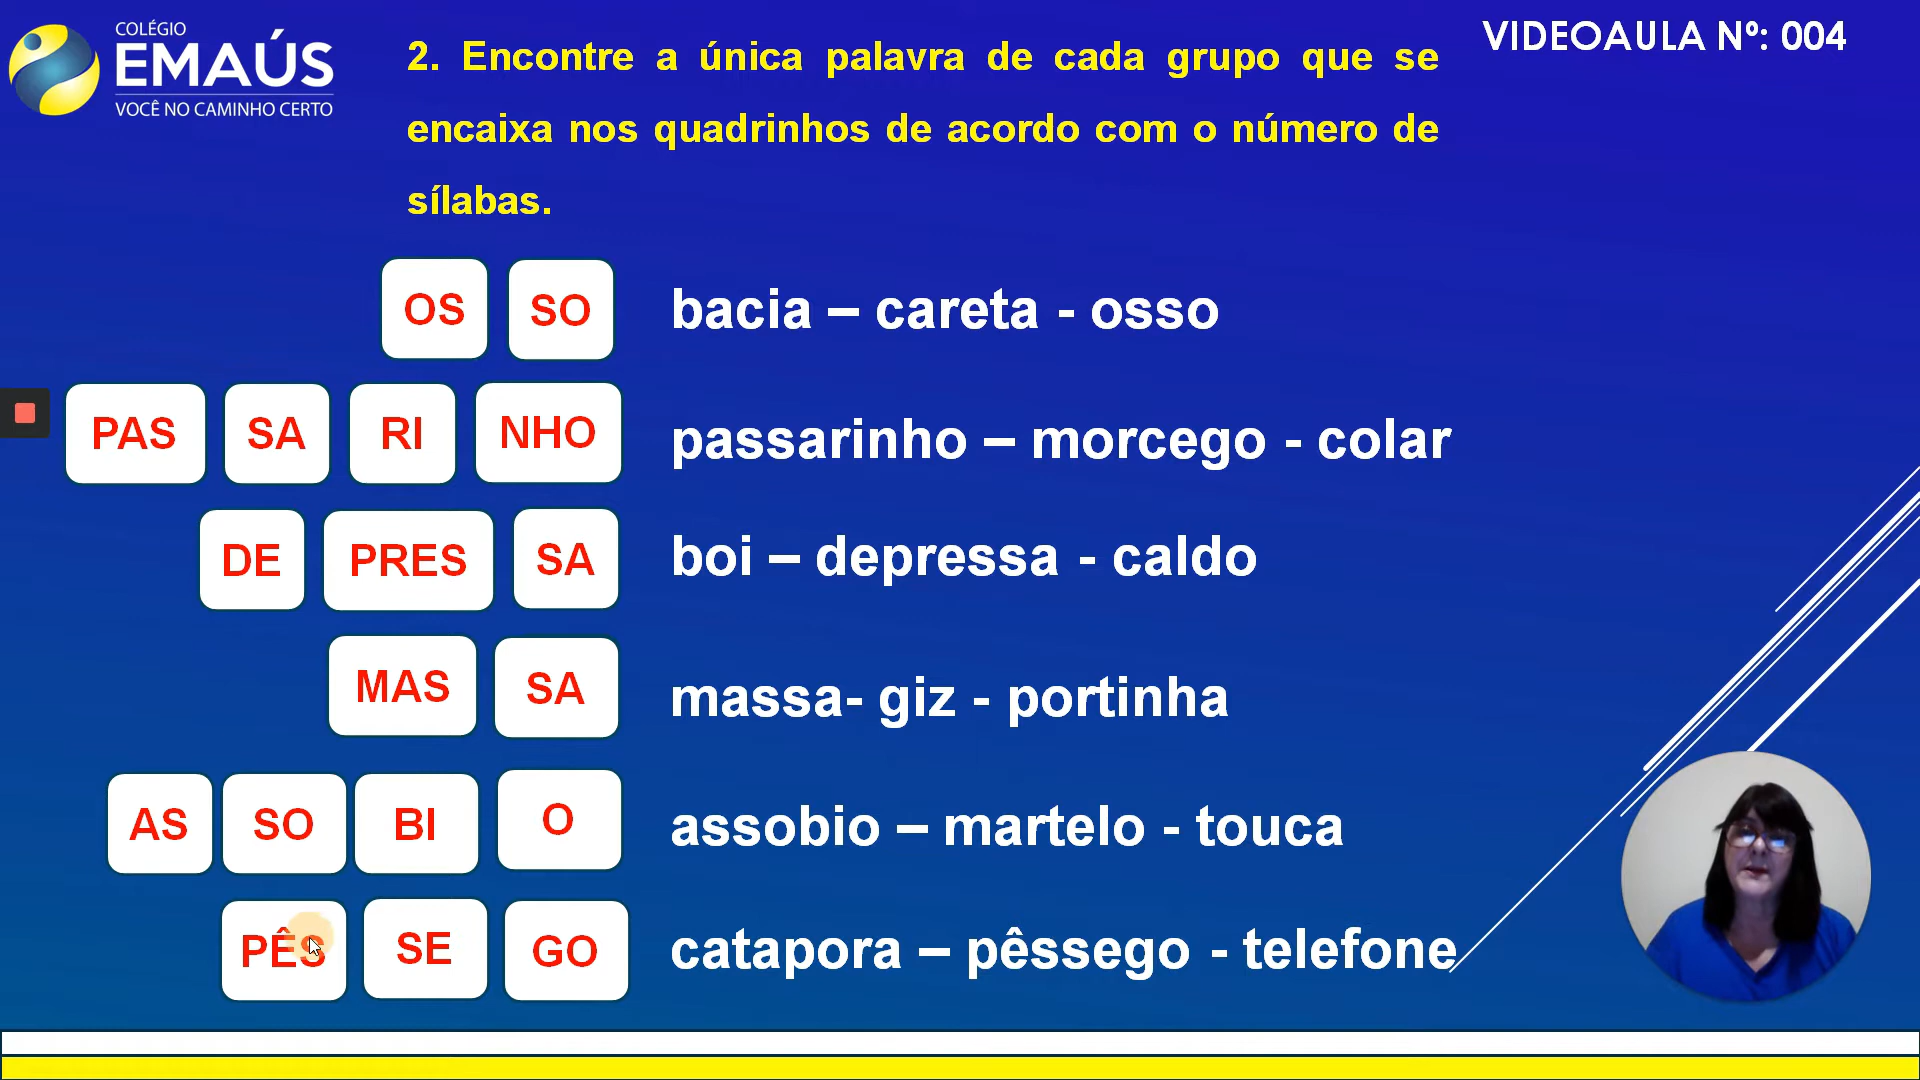 COLÉGIO
EMAÚS
VOCÊ NO CAMINHO CERTO
VIDEOAULA Nº: 004
2. Encontre a única palavra de cada grupo que se
encaixa nos quadrinhos de acordo com o número de
sílabas.
OS SO bacia – careta - osso
PAS SA RI NHO passarinho – morcego - colar
DE PRES SA boi – depressa - caldo
MAS SA massa- giz - portinha
AS SO BI O assobio – martelo - touca
PÊS SE GO catapora – pêssego - telefone